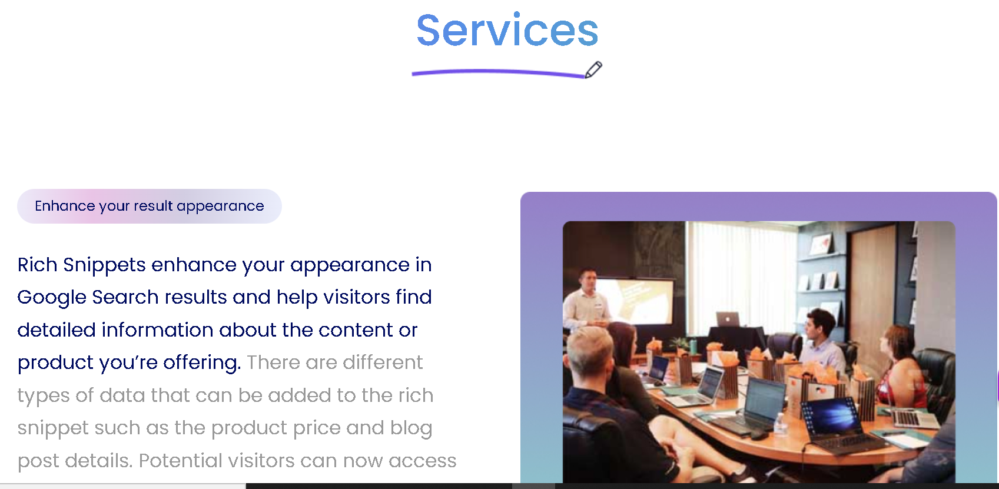 Services
Enhance your result appearance
Rich Snippets enhance your appearance in
Google Search results and help visitors find
detailed information about the content or
product you’re offering. There are different
types of data that can be added to the rich
snippet such as the product price and blog
post details. Potential visitors can now access